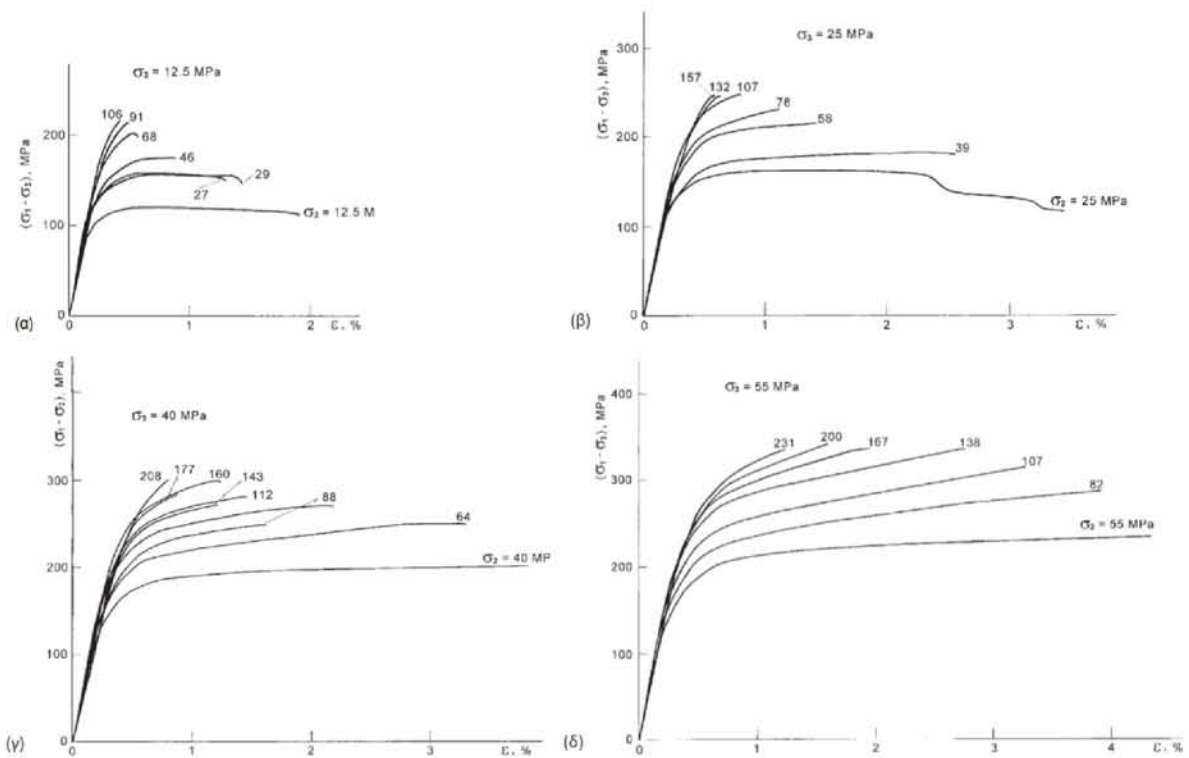 σ₃ = 12.5 MPa
(σ₁ - σ₃), MPa
200
100
0
106
91
68
46
29
27
σ₂ = 12.5 M
0
1
2
ε, %
(α)
σ₃ = 25 MPa
(σ₁ - σ₃), MPa
300
200
100
0
157
132
107
78
58
39
σ₂ = 25 MPa
0
1
2
3
ε, %
(β)
σ₃ = 40 MPa
(σ₁ - σ₃), MPa
300
200
100
0
208
177
160
143
112
88
64
σ₂ = 40 MP
0
1
2
3
ε, %
(γ)
σ₃ = 55 MPa
(σ₁ - σ₃), MPa
400
300
200
100
0
231
200
167
138
107
82
σ₂ = 55 MPa
0
1
2
3
4
ε, %
(δ)